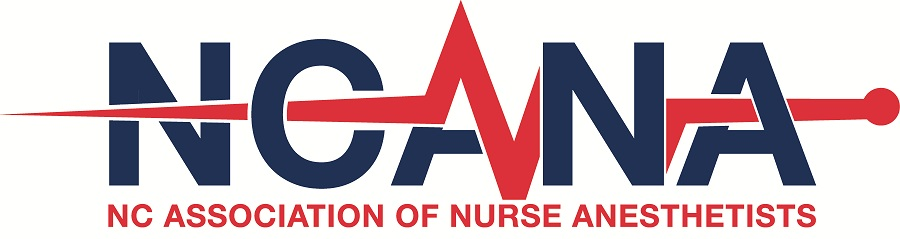 NCANA
NC ASSOCIATION OF NURSE ANESTHETISTS